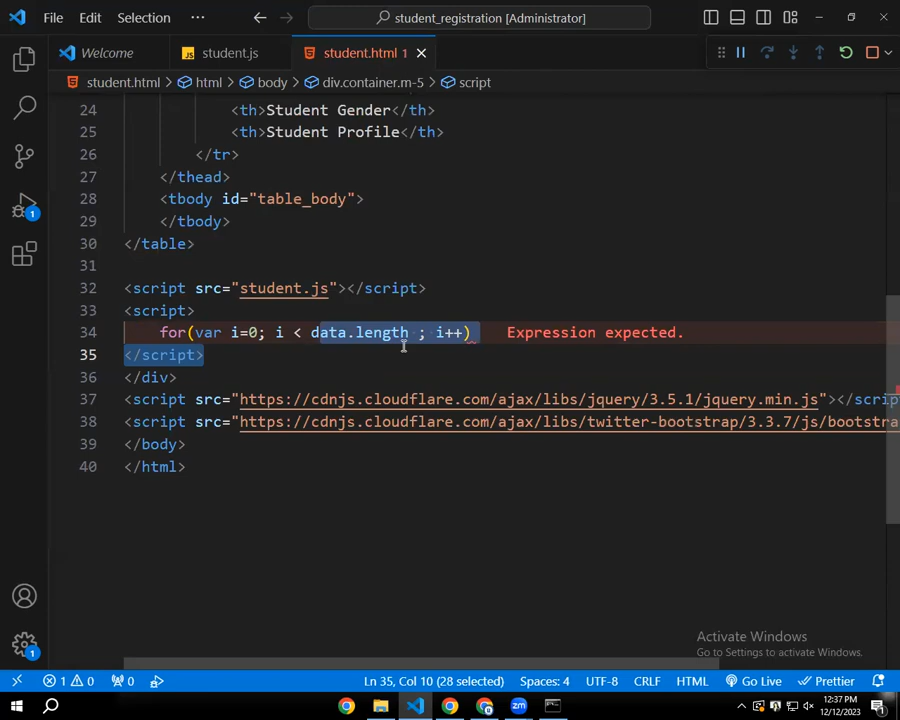 File Edit Selection ··· student_registration [Administrator]
Welcome student.js student.html 1
student.html > html > body > div.container.m-5 > script
24 <th>Student Gender</th>
25 <th>Student Profile</th>
26 </tr>
27 </thead>
28 <tbody id="table_body">
29 </tbody>
30 </table>
31
32 <script src="student.js"></script>
33 <script>
34 for(var i=0; i < data.length ; i++) Expression expected.
35 </script>
36 </div>
37 <script src="https://cdnjs.cloudflare.com/ajax/libs/jquery/3.5.1/jquery.min.js"></scrip
38 <script src="https://cdnjs.cloudflare.com/ajax/libs/twitter-bootstrap/3.3.7/js/bootstra
39 </body>
40 </html>
1
1
Activate Windows
Go to Settings to activate Windows.
1 0 0 Ln 35, Col 10 (28 selected) Spaces: 4 UTF-8 CRLF HTML Go Live Prettier
zm 12:37 PM
12/12/2023 1